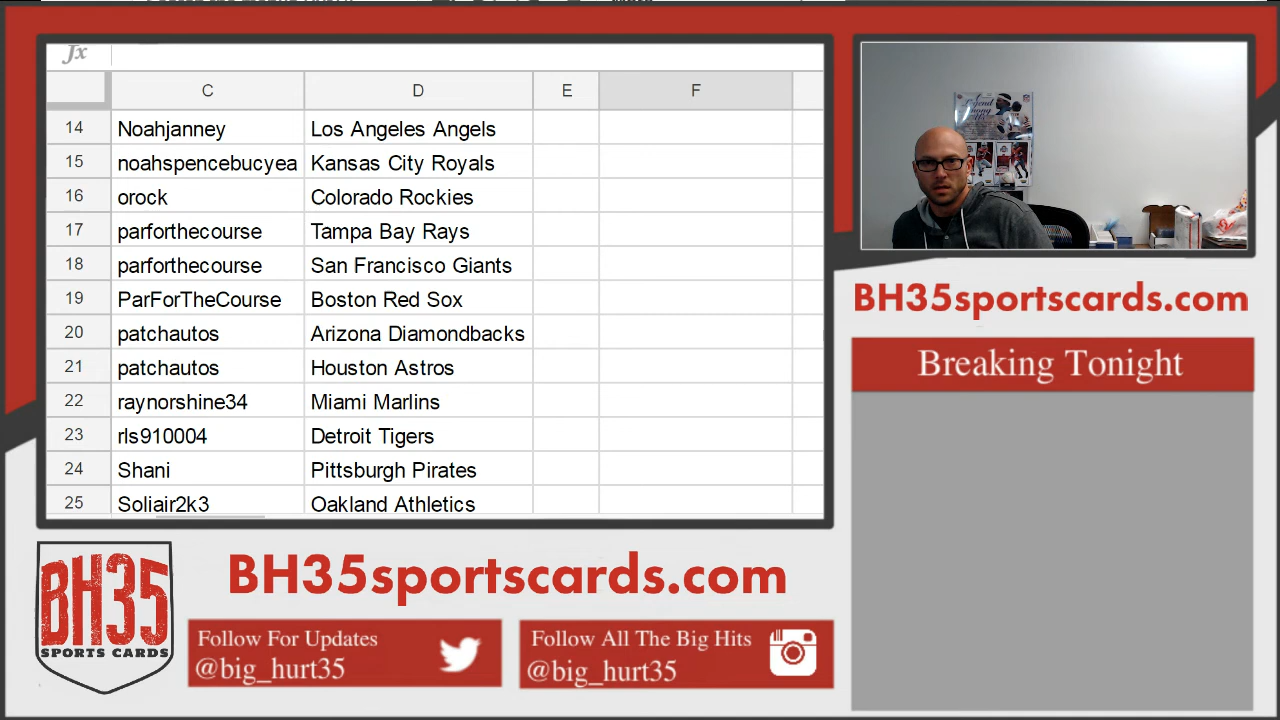 fx
C D E F
14 Noahjanney Los Angeles Angels
15 noahspencebucyea Kansas City Royals
16 orock Colorado Rockies
17 parforthecourse Tampa Bay Rays
18 parforthecourse San Francisco Giants
19 ParForTheCourse Boston Red Sox
20 patchautos Arizona Diamondbacks
21 patchautos Houston Astros
22 raynorshine34 Miami Marlins
23 rls910004 Detroit Tigers
24 Shani Pittsburgh Pirates
25 Soliair2k3 Oakland Athletics
BH35sportscards.com
Breaking Tonight
BH35
SPORTS CARDS
BH35sportscards.com
Follow For Updates
@big_hurt35
Follow All The Big Hits
@big_hurt35